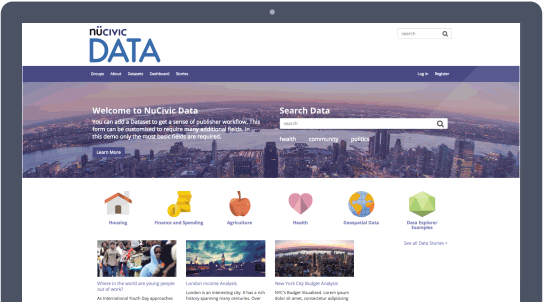 nüCIVIC
DATA
search
Groups About Datasets Dashboard Stories
Log in Register
Welcome to NuCivic Data
You can add a Dataset to get a sense of publisher workflow. This
form can be customised to require many additional fields. In
this demo only the most basic fields are required.
Learn More
Search Data
search
health community politics
Housing
Finance and Spending
Agriculture
Health
Geospatial Data
Data Explorer
Examples
See all Data Stories >
Where in the world are young people
out of work?
As International Youth Day approaches
London Income Analysis
London is an interesting city. It has a rich
history spanning many centuries. Over
New York City Budget Analysis
NYC's Budget Visualized. Lorem ipsum
dolor sit amet, consectetur adipisicing